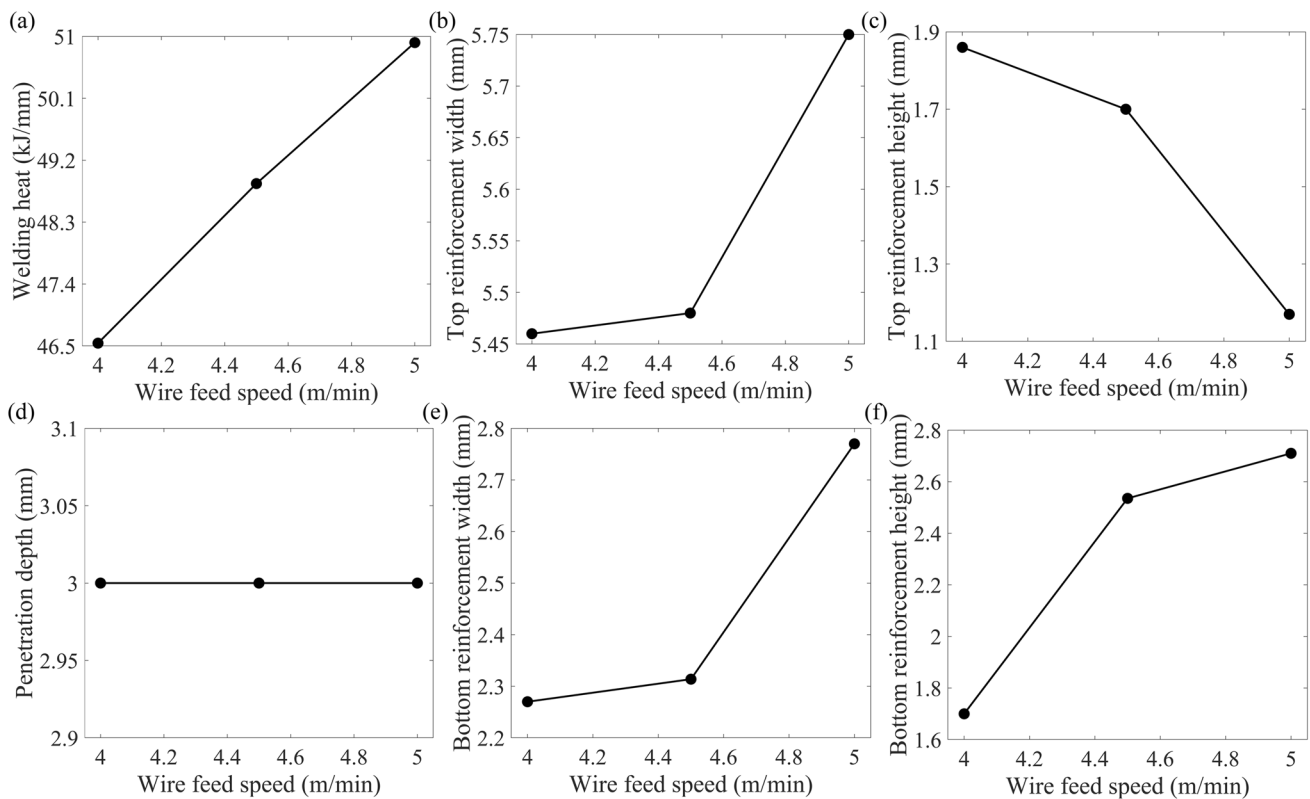 (a)
51
50.1
49.2
48.3
47.4
46.5
Welding heat (kJ/mm)
4 4.2 4.4 4.6 4.8 5
Wire feed speed (m/min)
(b)
5.75
5.7
5.65
5.6
5.55
5.5
5.45
Top reinforcement width (mm)
4 4.2 4.4 4.6 4.8 5
Wire feed speed (m/min)
(c)
1.9
1.7
1.5
1.3
1.1
Top reinforcement height (mm)
4 4.2 4.4 4.6 4.8 5
Wire feed speed (m/min)
(d)
3.1
3.05
3
2.95
2.9
Penetration depth (mm)
4 4.2 4.4 4.6 4.8 5
Wire feed speed (m/min)
(e)
2.8
2.7
2.6
2.5
2.4
2.3
2.2
Bottom reinforcement width (mm)
4 4.2 4.4 4.6 4.8 5
Wire feed speed (m/min)
(f)
2.8
2.6
2.4
2.2
2
1.8
1.6
Bottom reinforcement height (mm)
4 4.2 4.4 4.6 4.8 5
Wire feed speed (m/min)